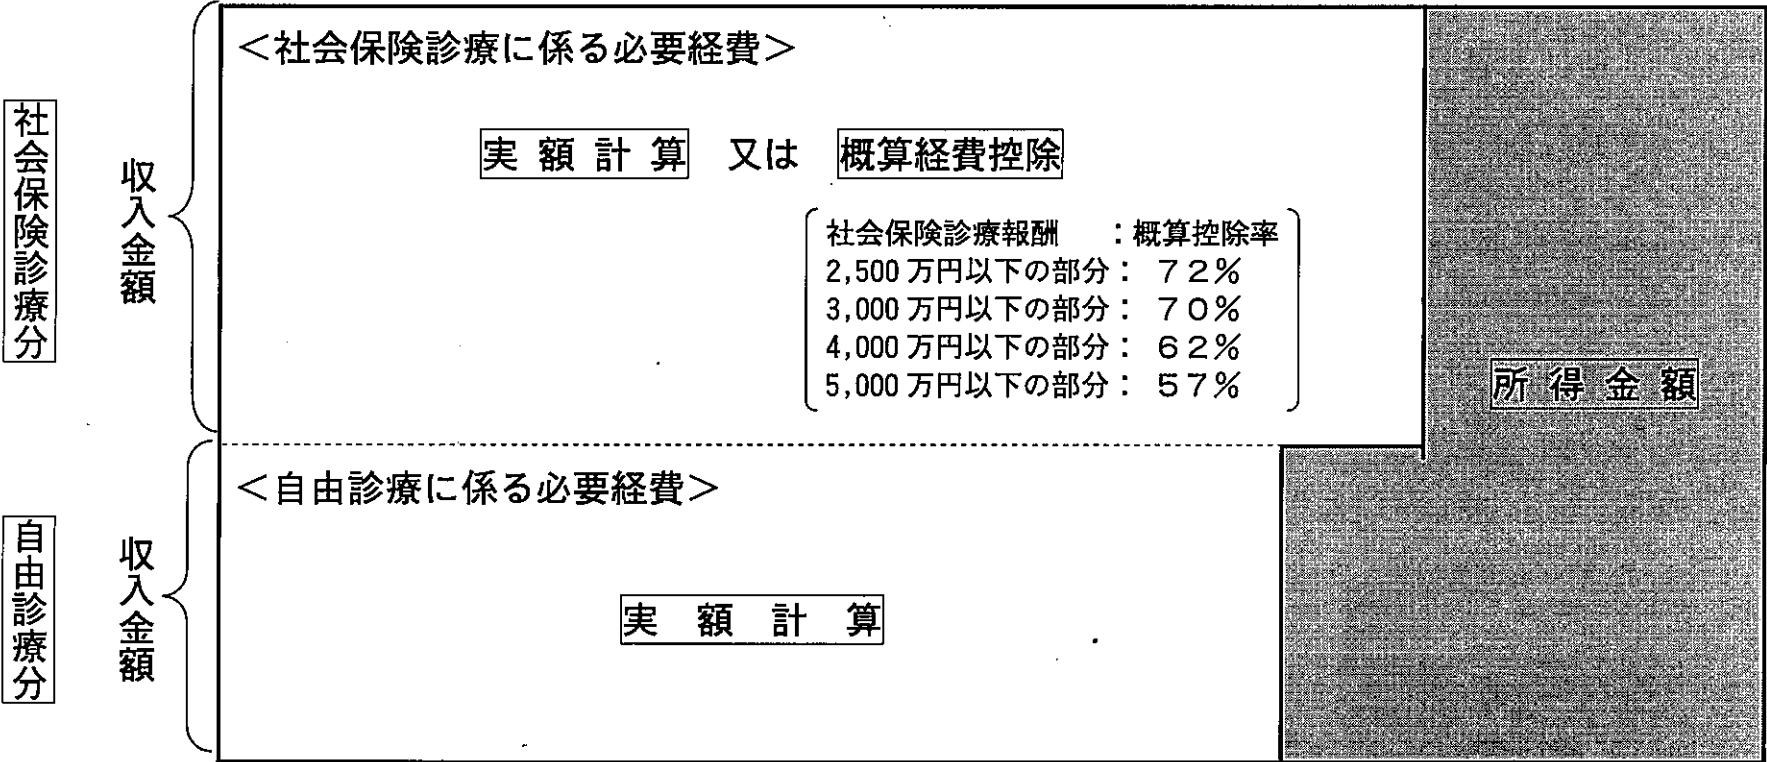 社会保険診療分
収入金額
＜社会保険診療に係る必要経費＞
実額計算 又は 概算経費控除
社会保険診療報酬 ：概算控除率
2,500万円以下の部分： ７２％
3,000万円以下の部分： ７０％
4,000万円以下の部分： ６２％
5,000万円以下の部分： ５７％
所得金額
自由診療分
収入金額
＜自由診療に係る必要経費＞
実額計算